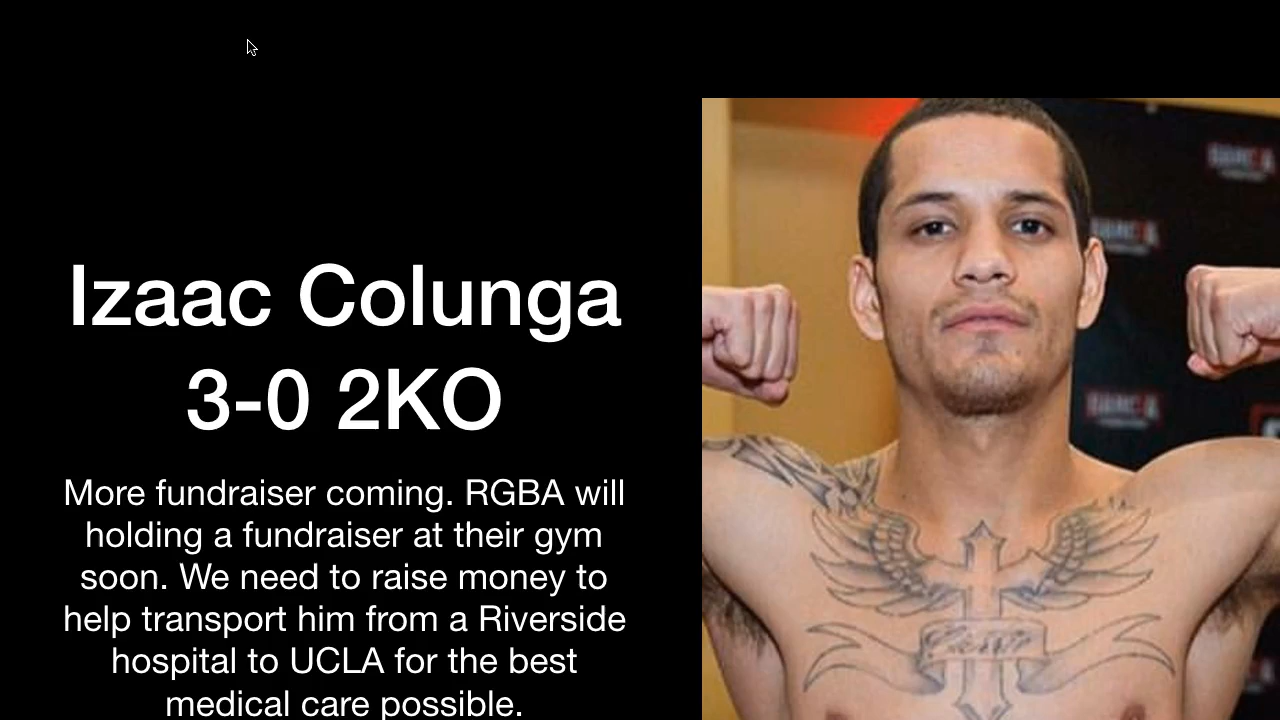 Izaac Colunga
3-0 2KO
More fundraiser coming. RGBA will
holding a fundraiser at their gym
soon. We need to raise money to
help transport him from a Riverside
hospital to UCLA for the best
medical care possible.